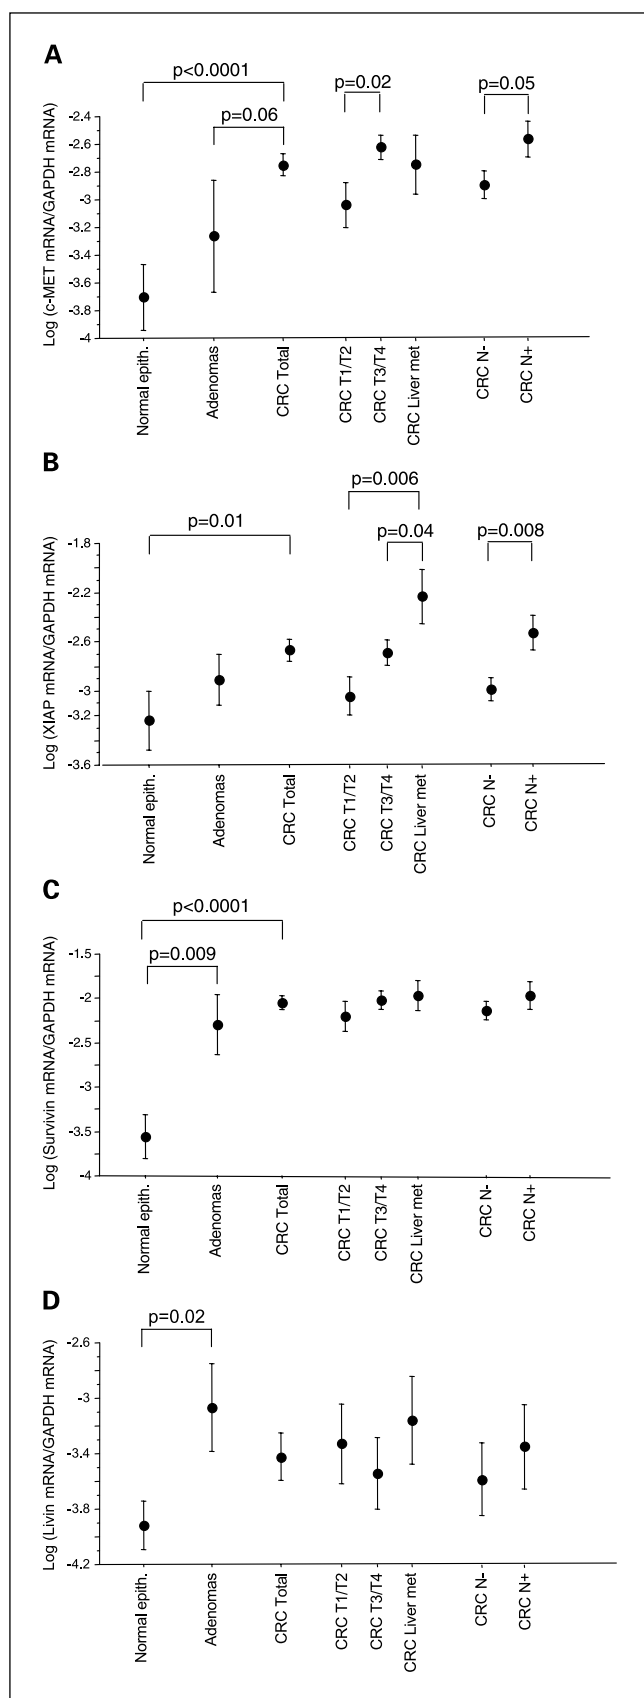 A
p<0.0001
p=0.02
p=0.05
p=0.06
Log (c-MET mRNA/GAPDH mRNA)
-2.4
-2.6
-2.8
-3
-3.2
-3.6
-3.8
-4
Normal epith.
Adenomas
CRC Total
CRC T1/T2
CRC T3/T4
CRC Liver met
CRC N-
CRC N+
B
p=0.006
p=0.01
p=0.04
p=0.008
Log (XIAP mRNA/GAPDH mRNA)
-1.8
-2.2
-2.6
-3
-3.2
-3.6
Normal epith.
Adenomas
CRC Total
CRC T1/T2
CRC T3/T4
CRC Liver met
CRC N-
CRC N+
C
p<0.0001
p=0.009
Log (Survivin mRNA/GAPDH mRNA)
-1.5
-2
-2.5
-3
-3.5
-4
Normal epith.
Adenomas
CRC Total
CRC T1/T2
CRC T3/T4
CRC Liver met
CRC N-
CRC N+
D
p=0.02
Log (Livin mRNA/GAPDH mRNA)
-2.6
-3
-3.4
-3.8
-4.2
Normal epith.
Adenomas
CRC Total
CRC T1/T2
CRC T3/T4
CRC Liver met
CRC N-
CRC N+